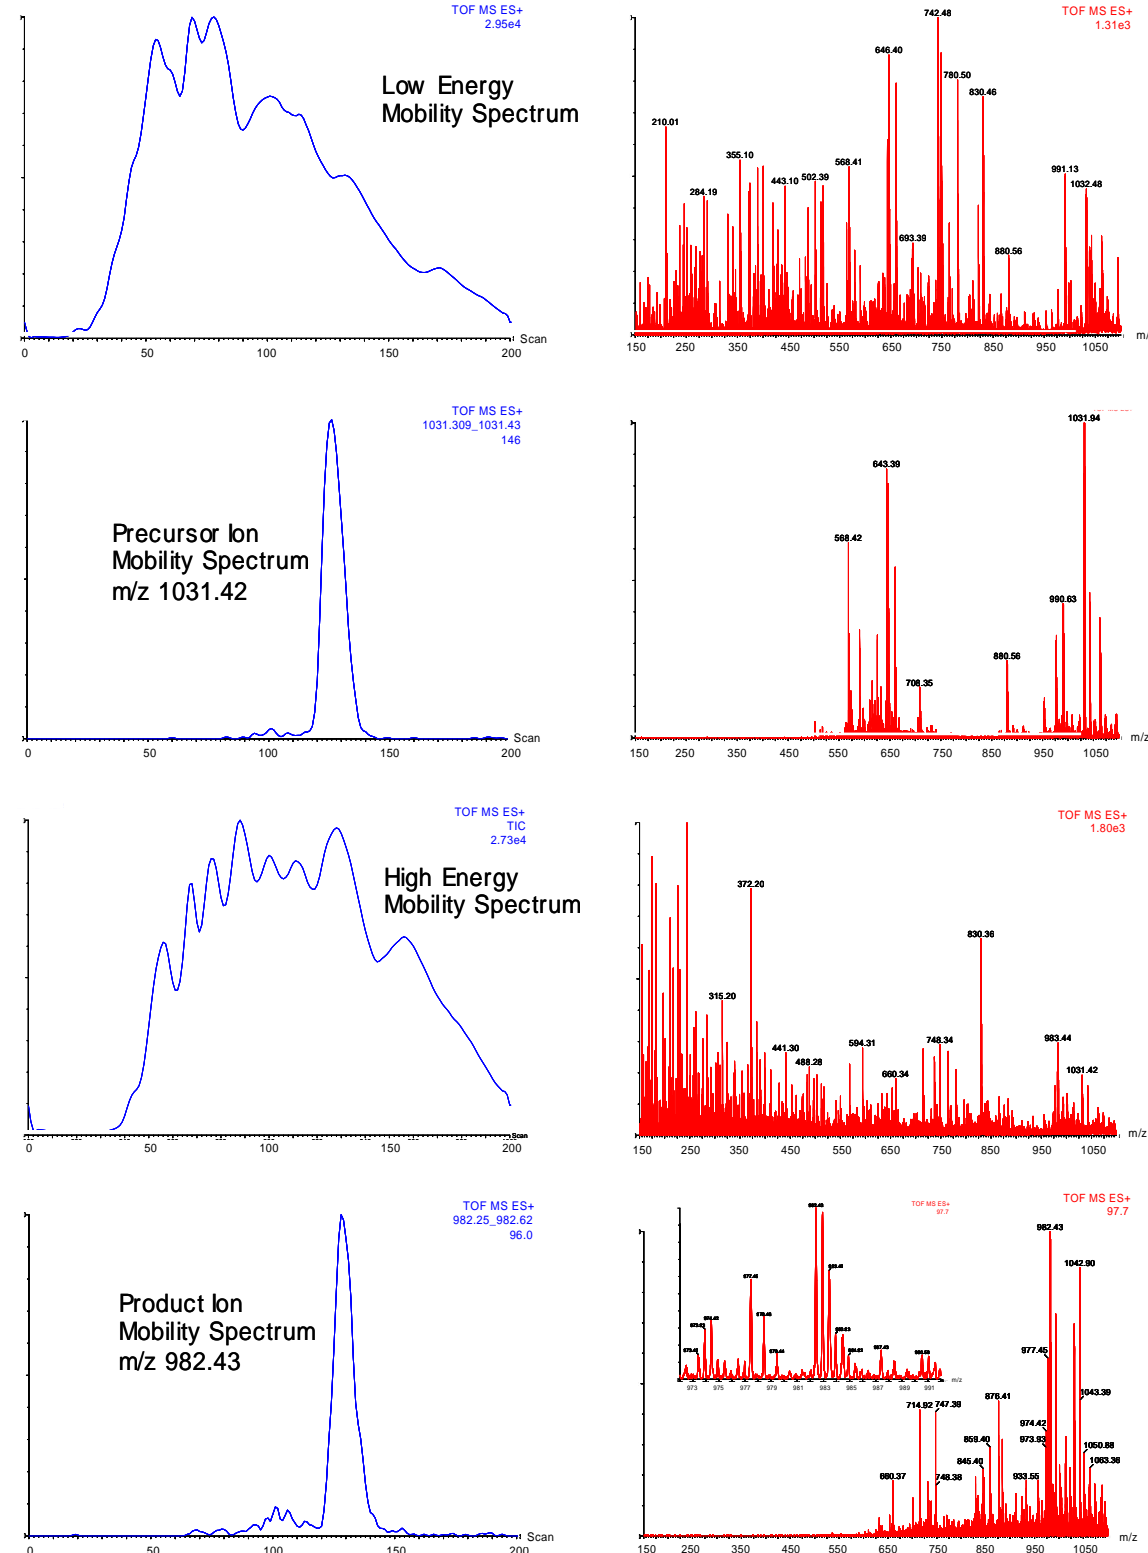 TOF MS ES+
2.95e4
Low Energy
Mobility Spectrum
Scan
0 50 100 150 200
TOF MS ES+
1.31e3
742.48
646.40
780.50
830.46
210.01
355.10
568.41
991.13
443.10
502.39
1032.48
284.19
693.39
880.56
150 250 350 450 550 650 750 850 950 1050
TOF MS ES+
1031.309_1031.43
146
Precursor Ion
Mobility Spectrum
m/z 1031.42
Scan
0 50 100 150 200
1031.94
643.39
568.42
990.63
880.56
708.35
m/z
150 250 350 450 550 650 750 850 950 1050
TOF MS ES+
TIC
2.73e4
High Energy
Mobility Spectrum
Scan
0 50 100 150 200
TOF MS ES+
1.80e3
372.20
830.36
315.20
983.44
441.30
594.31
748.34
488.28
660.34
1031.42
m/z
150 250 350 450 550 650 750 850 950 1050
TOF MS ES+
982.25_982.62
96.0
Product Ion
Mobility Spectrum
m/z 982.43
Scan
0 50 100 150 200
TOF MS ES+
97.7
TOF MS ES+
97.7
m/z
973 975 977 979 981 983 985 987 989 991
982.43
1042.90
977.45
1043.39
876.41
714.92
747.39
974.42
973.93
859.40
1050.88
845.40
1063.36
660.37
748.38
933.55
m/z
150 250 350 450 550 650 750 850 950 1050